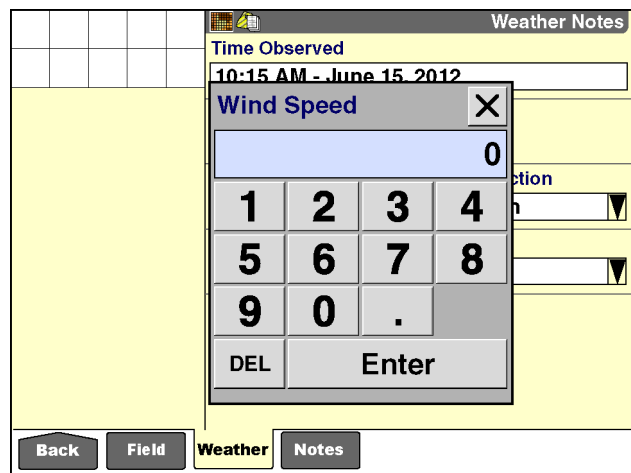 Weather Notes
Time Observed
10:15 AM - June 15, 2012
Wind Speed
0
ction
1 2 3 4
5 6 7 8
9 0 .
DEL Enter
Back Field Weather Notes